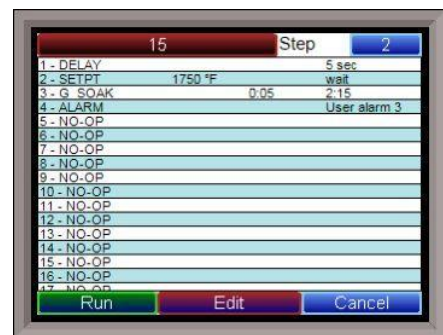 15 Step 2
1 - DELAY 5 sec
2 - SETPT 1750 °F wait
3 - G_SOAK 0:05 2:15
4 - ALARM User alarm 3
5 - NO-OP
6 - NO-OP
7 - NO-OP
8 - NO-OP
9 - NO-OP
10 - NO-OP
11 - NO-OP
12 - NO-OP
13 - NO-OP
14 - NO-OP
15 - NO-OP
16 - NO-OP
17 - NO-OP
Run Edit Cancel